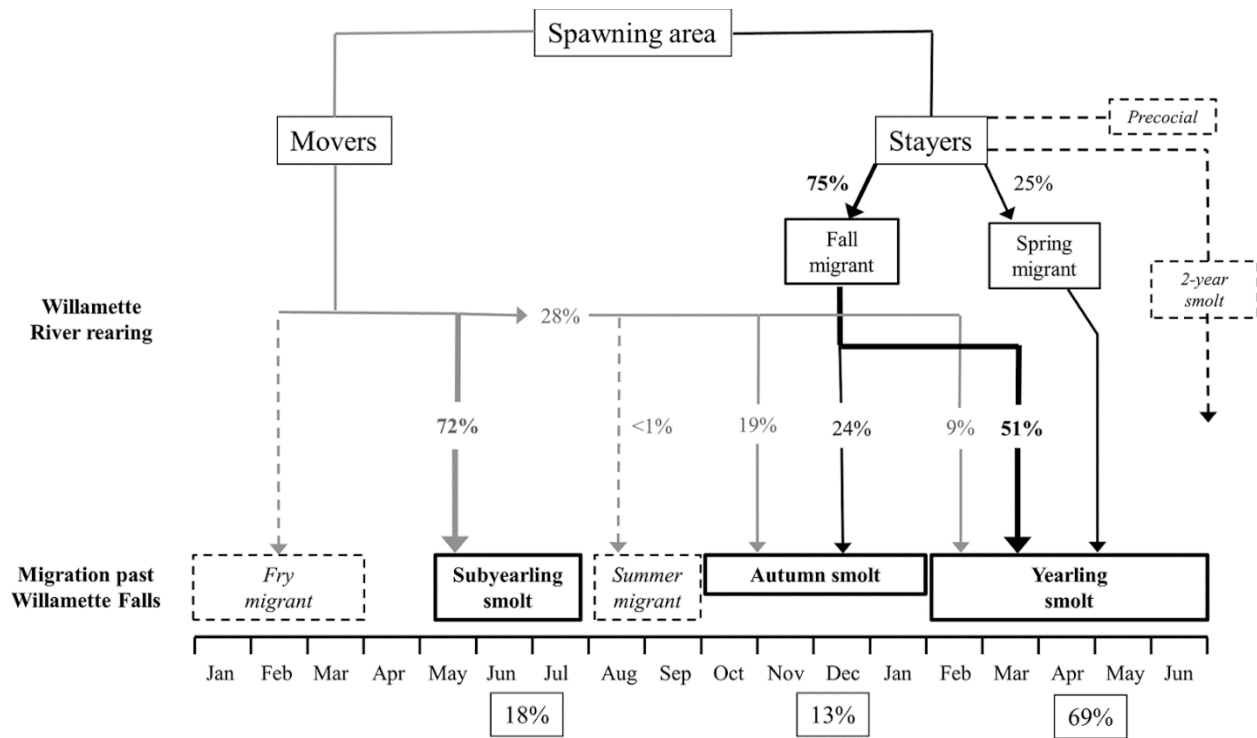 Spawning area
Movers
Stayers
Precocial
75%
25%
Fall
migrant
Spring
migrant
2-year
smolt
Willamette
River rearing
28%
72%
<1%
19%
24%
9%
51%
Migration past
Willamette Falls
Fry
migrant
Subyearling
smolt
Summer
migrant
Autumn smolt
Yearling
smolt
Jan Feb Mar Apr May Jun Jul Aug Sep Oct Nov Dec Jan Feb Mar Apr May Jun
18%
13%
69%